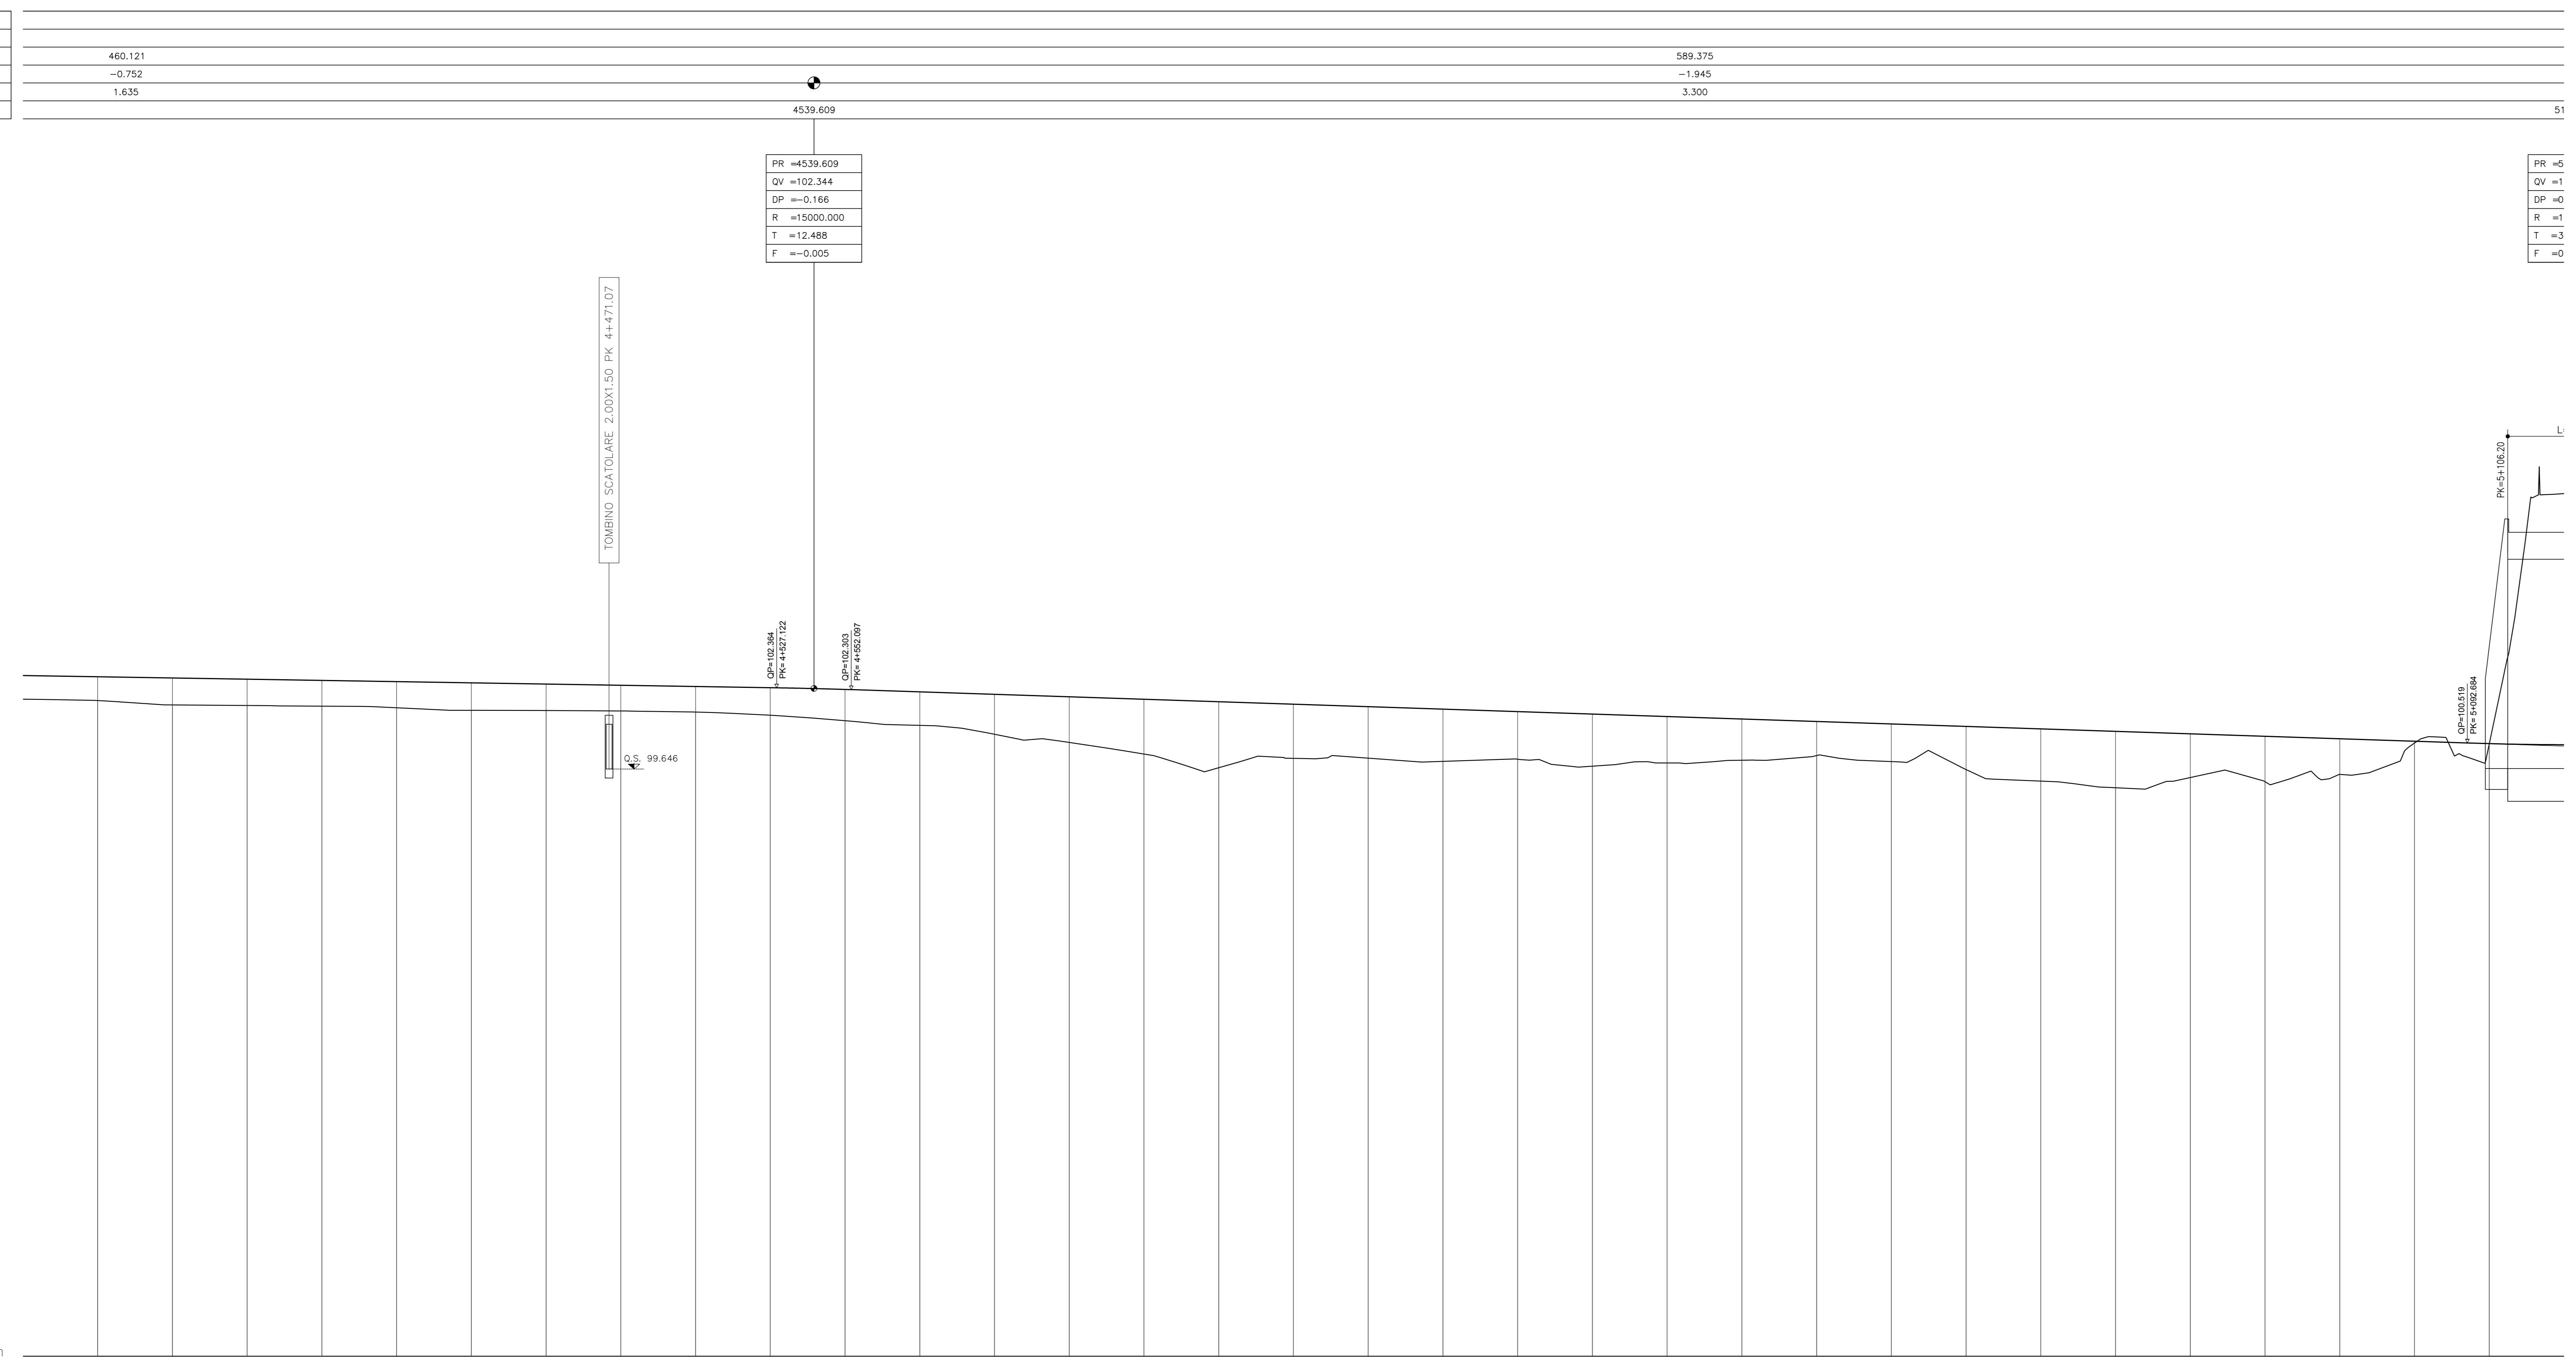 460.121
589.375
−0.752
−1.945
1.635
3.300
4539.609
51
PR =4539.609
QV =102.344
DP =−0.166
R =15000.000
T =12.488
F =−0.005
PR =5
QV =1
DP =0
R =1
T =3
F =0
TOMBINO SCATOLARE 2.00X1.50 PK 4+471.07
L=
PK=5+106.20
QP=102.364
PK= 4+527.122
QP=102.303
PK= 4+552.097
QP=100.519
PK= 5+092.684
Q.S. 99.646